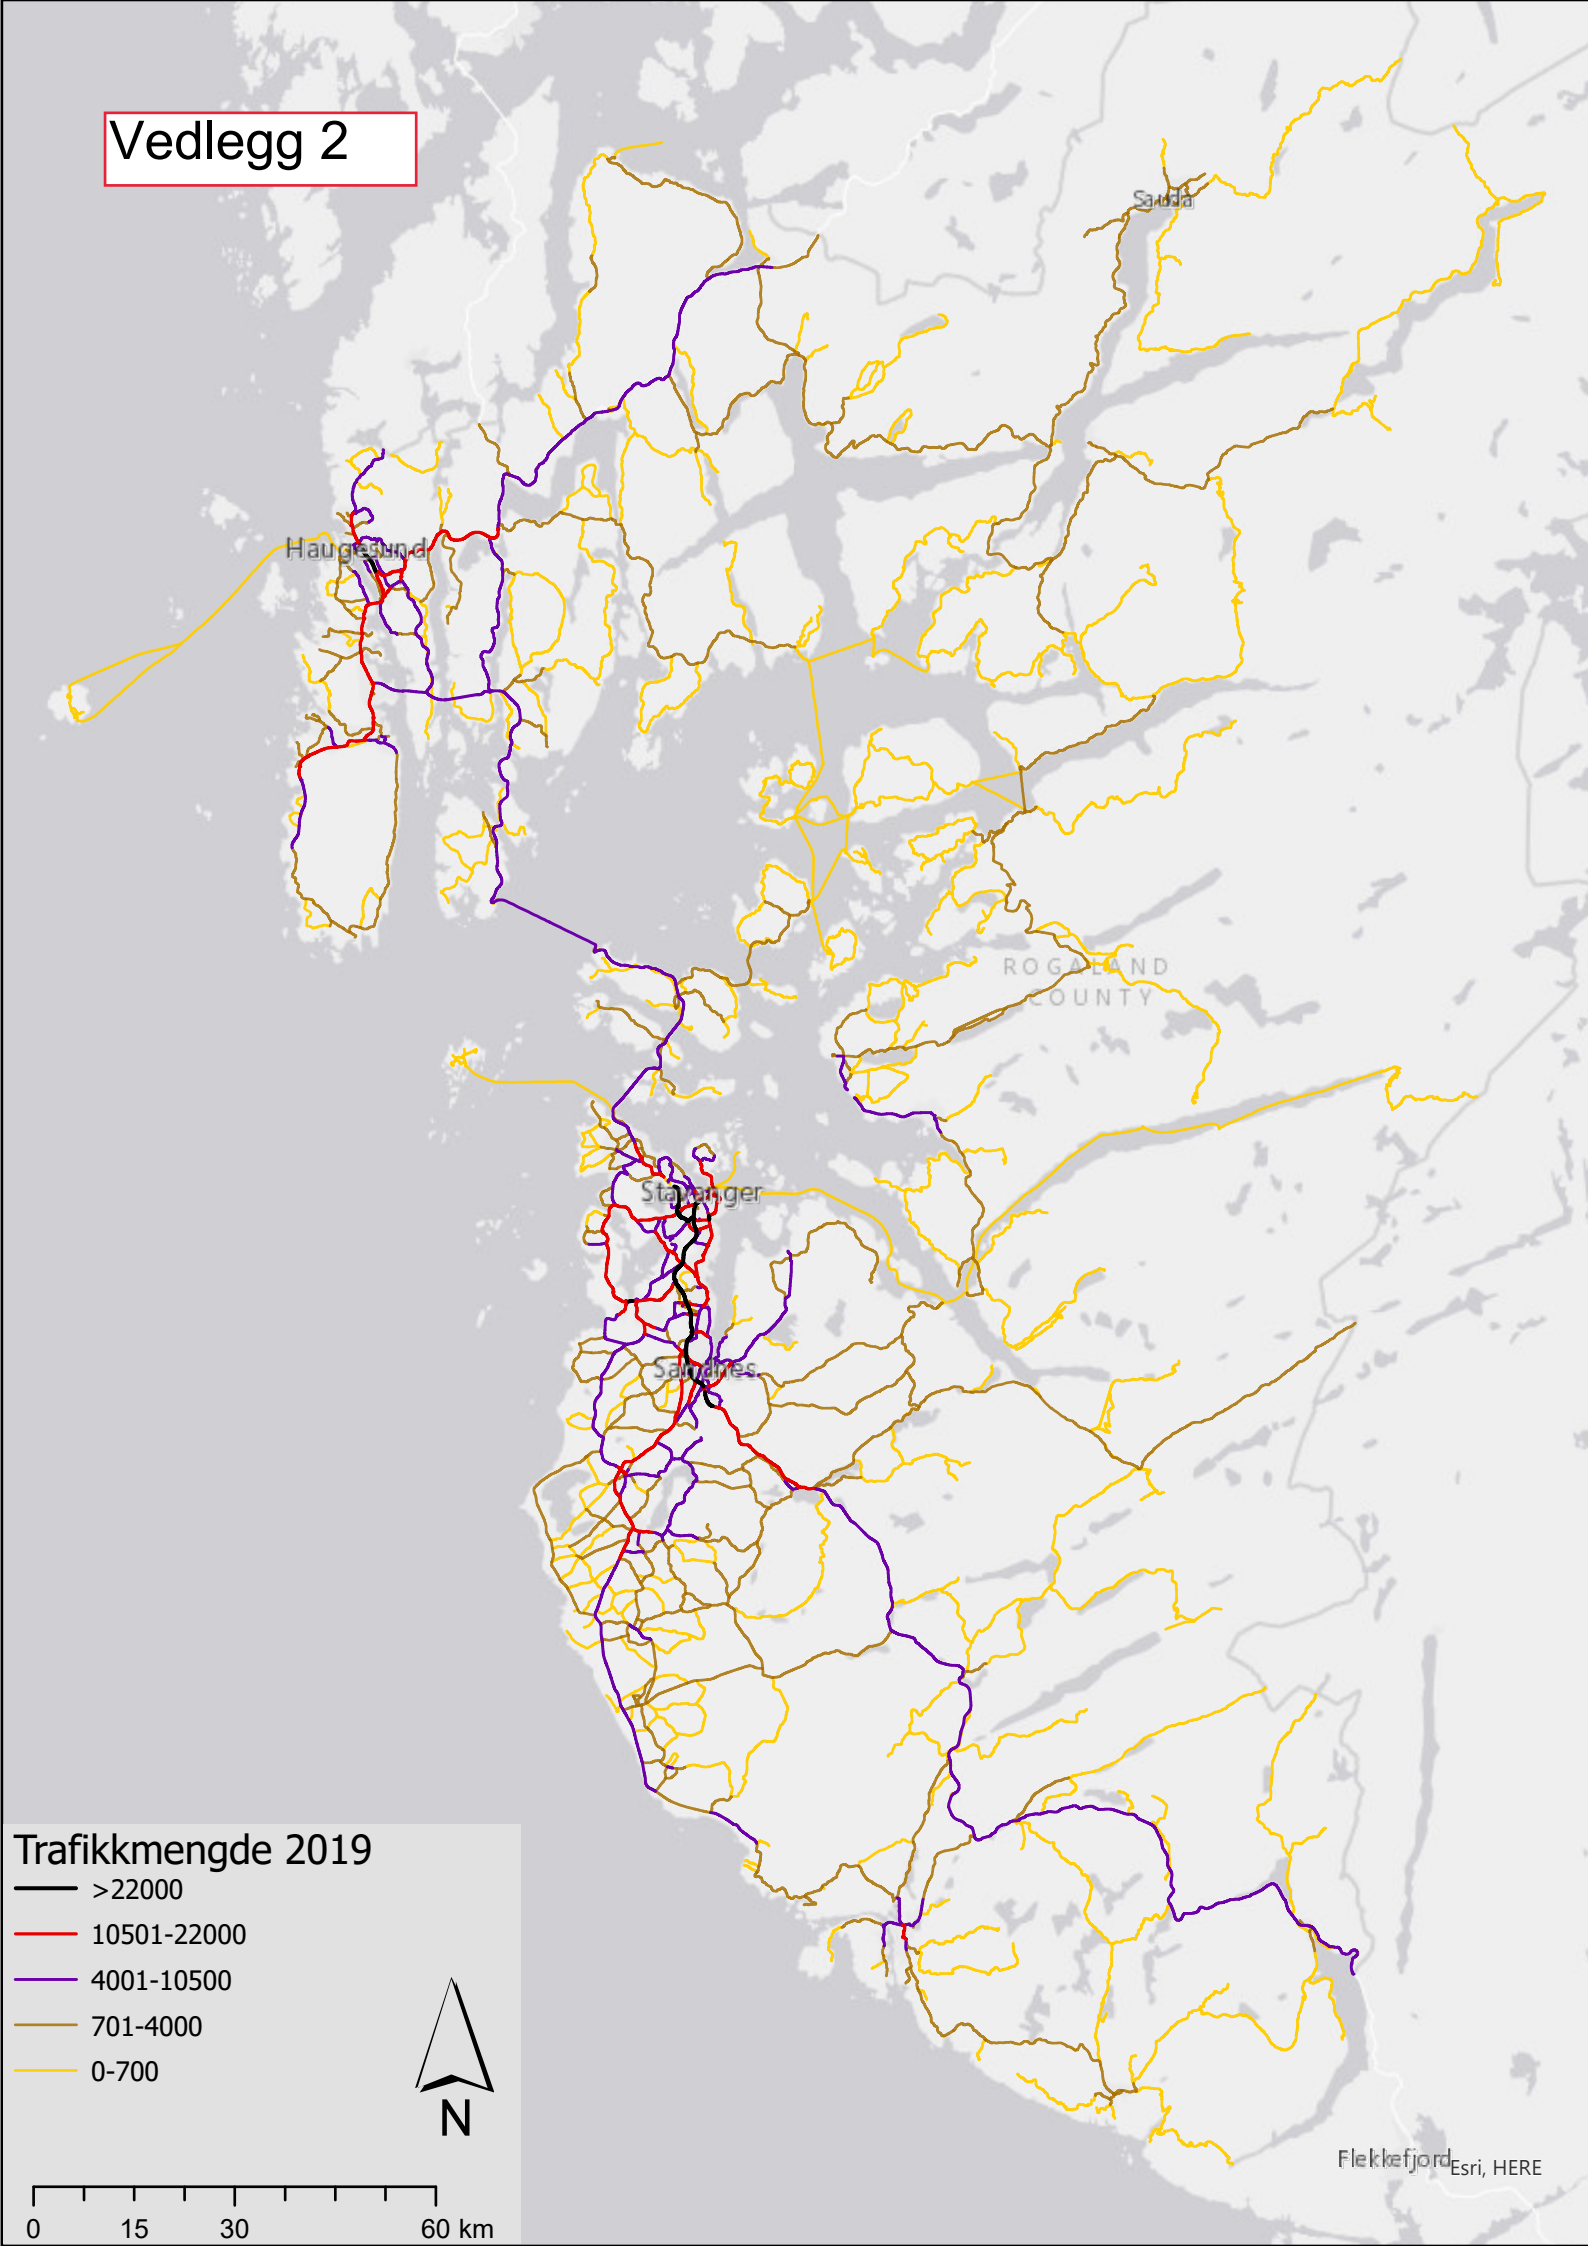 Vedlegg 2
Sauda
Haugesund
ROGALAND
COUNTY
Stavanger
Sandnes
Trafikkmengde 2019
>22000
10501-22000
4001-10500
701-4000
0-700
N
0 15 30 60 km
Flekkefjord
Esri, HERE